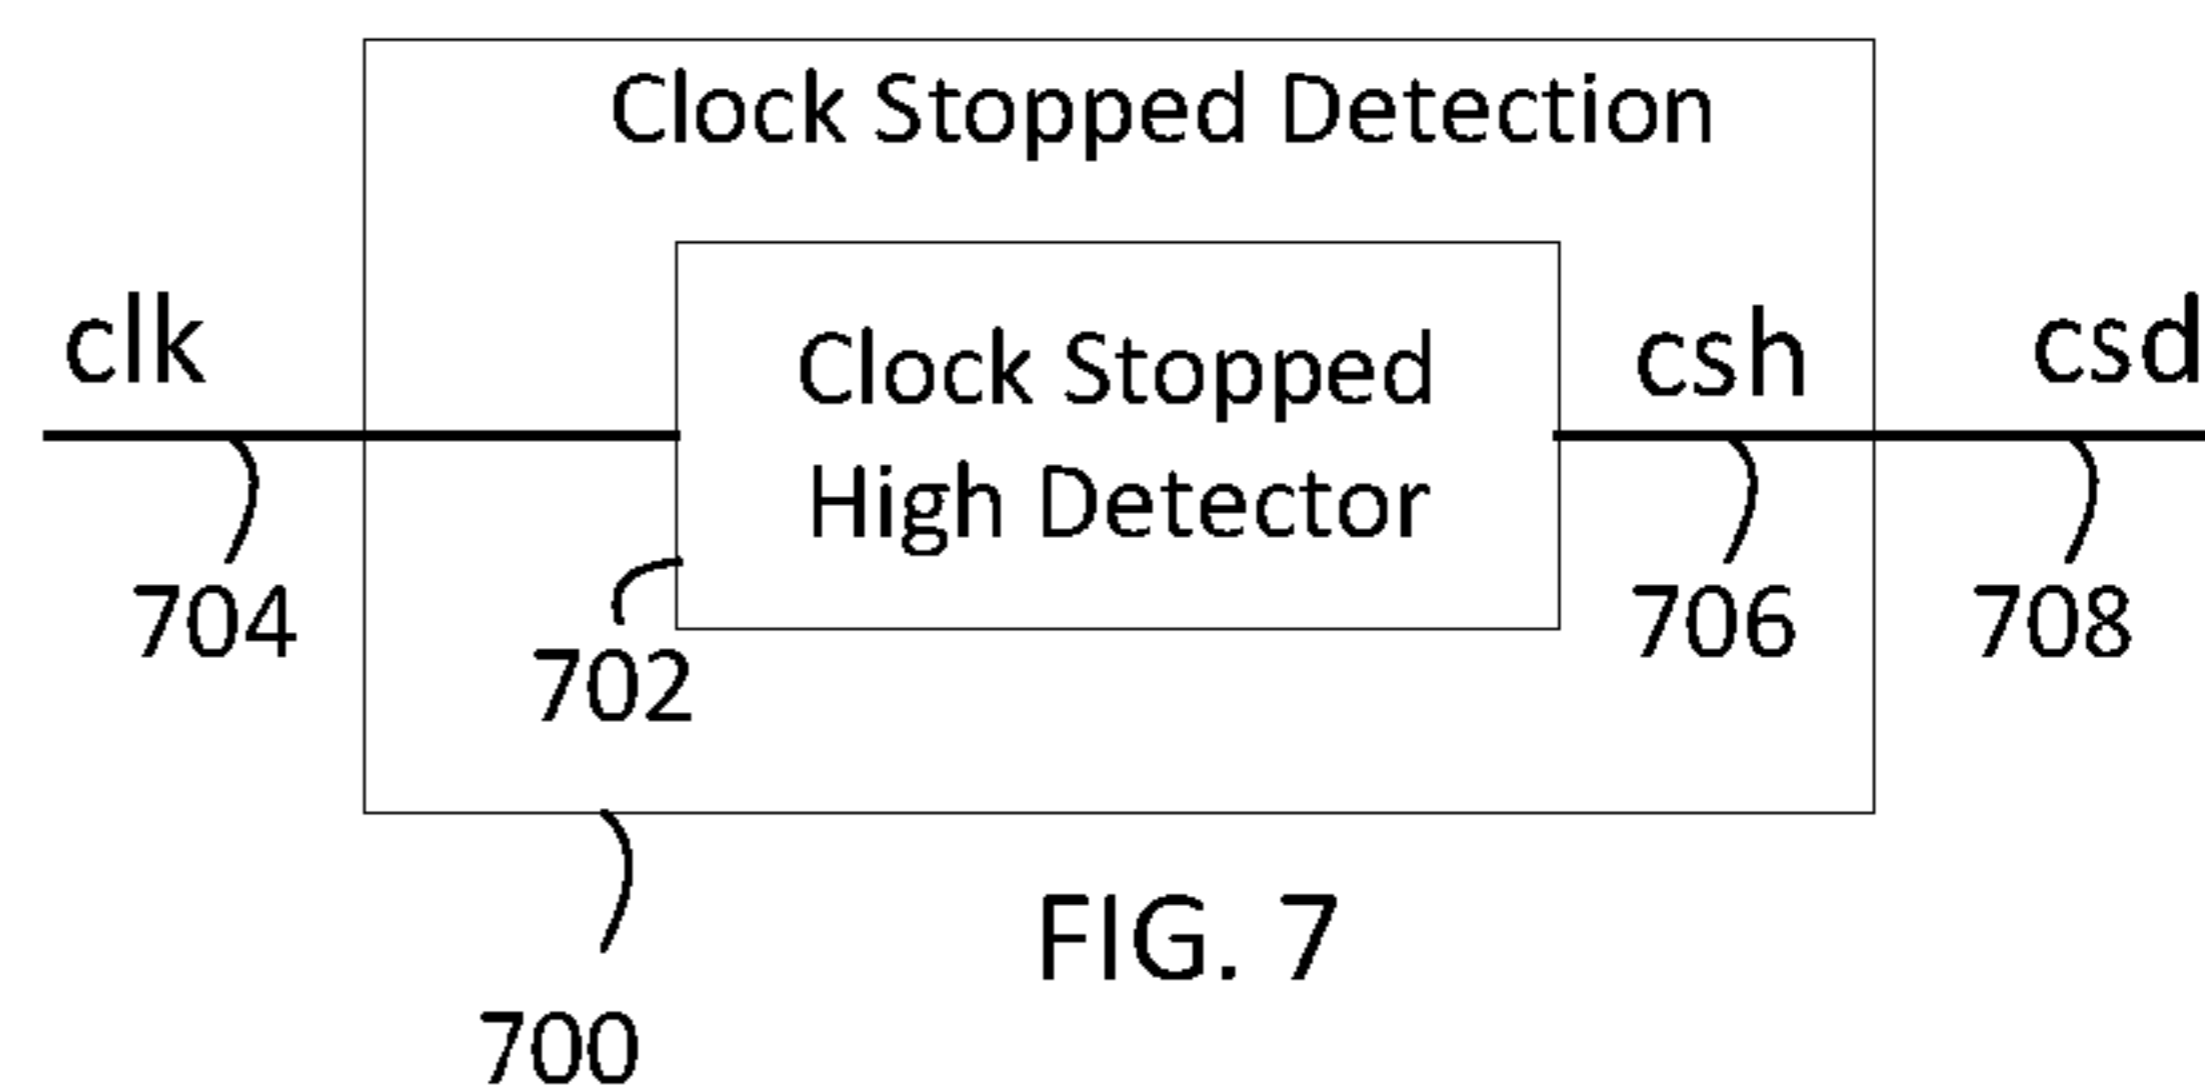 Clock Stopped Detection
clk
Clock Stopped
High Detector
csh
csd
704
702
706
708
700
FIG. 7